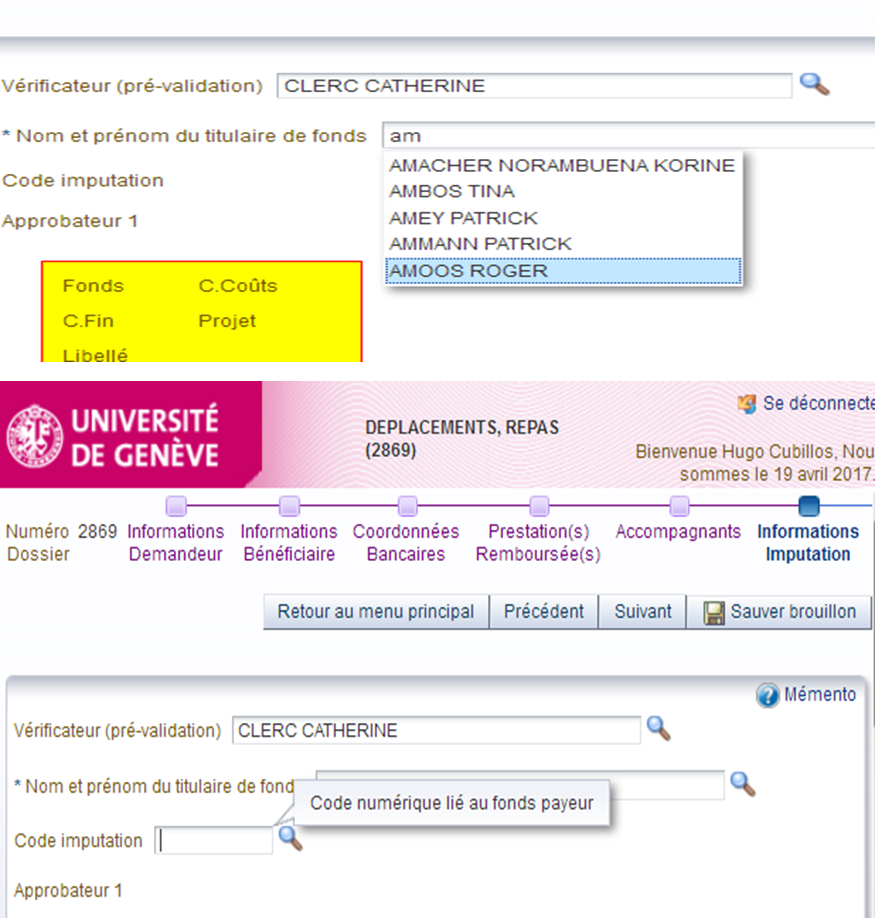 Vérificateur (pré-validation) CLERC CATHERINE
* Nom et prénom du titulaire de fonds am
AMACHER NORAMBUENA KORINE
Code imputation
AMBOS TINA
Approbateur 1
AMEY PATRICK
AMMANN PATRICK
AMOOS ROGER
Fonds C.Coûts
C.Fin Projet
Libellé
UNIVERSITÉ
DE GENÈVE
DEPLACEMENTS, REPAS
(2869)
Se déconnecte
Bienvenue Hugo Cubillos, Nou
sommes le 19 avril 2017.
Numéro 2869 Informations Informations Coordonnées Prestation(s) Accompagnants Informations
Dossier Demandeur Bénéficiaire Bancaires Remboursée(s) Imputation
Retour au menu principal Précédent Suivant Sauver brouillon
Mémento
Vérificateur (pré-validation) CLERC CATHERINE
* Nom et prénom du titulaire de fond
Code numérique lié au fonds payeur
Code imputation
Approbateur 1